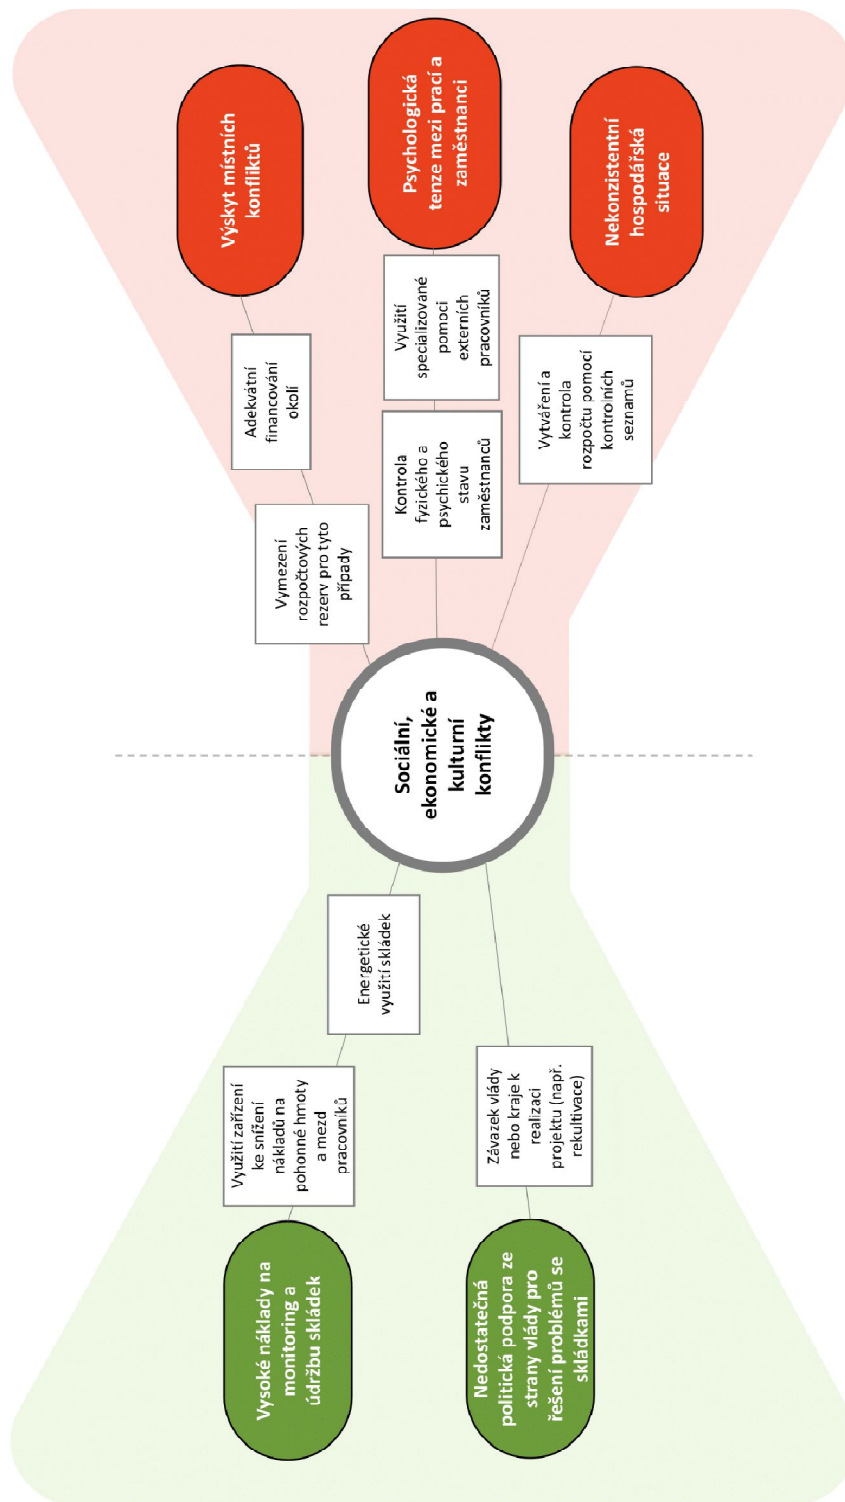 Vysoké náklady na
monitoring a
údržbu skládek
Nedostatečná
politická podpora ze
strany vlády pro
řešení problémů se
skládkami
Využití zařízení
ke snížení
nákladů na
pohonné hmoty
a mezd
pracovníků
Energetické
využití skládek
Závazek vlády
nebo kraje k
realizaci
projektu (např.
rekultivace)
Sociální,
ekonomické a
kulturní
konflikty
Vymezení
rozpočtových
rezerv pro tyto
případy
Adekvátní
financování
okolí
Kontrola
fyzického a
psychického
stavu
zaměstnanců
Využití
specializované
pomoci
externích
pracovníků
Vytváření a
kontrola
rozpočtu pomocí
kontrolních
seznamů
Výskyt místních
konfliktů
Psychologická
tenze mezi prací a
zaměstnanci
Nekonzistentní
hospodářská
situace